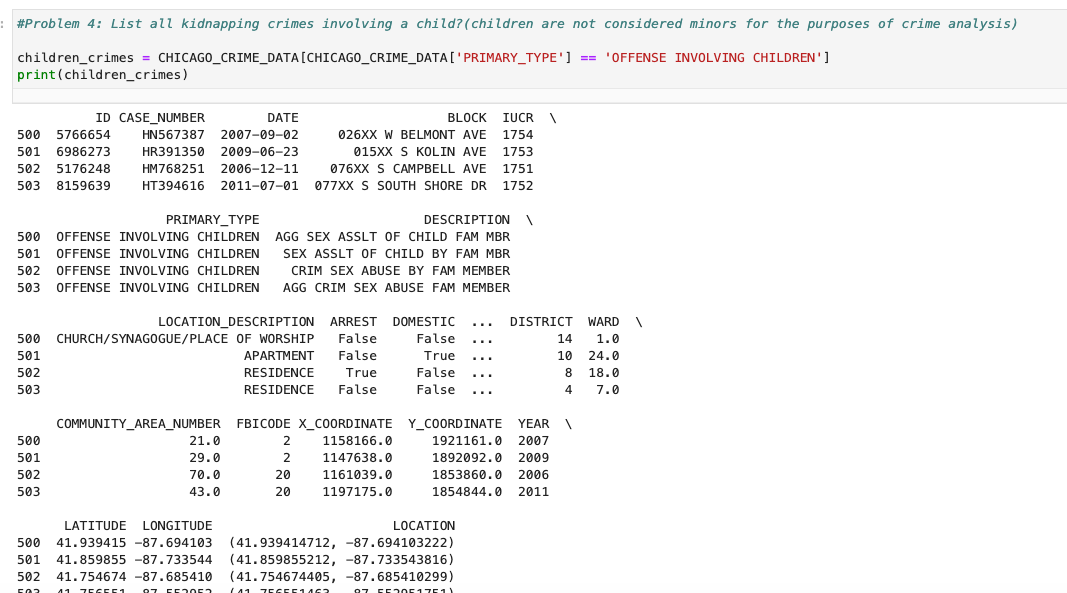 :
#Problem 4: List all kidnapping crimes involving a child?(children are not considered minors for the purposes of crime analysis)
children_crimes = CHICAGO_CRIME_DATA[CHICAGO_CRIME_DATA['PRIMARY_TYPE'] == 'OFFENSE INVOLVING CHILDREN']
print(children_crimes)
ID CASE_NUMBER DATE BLOCK IUCR \
500 5766654 HN567387 2007-09-02 026XX W BELMONT AVE 1754
501 6986273 HR391350 2009-06-23 015XX S KOLIN AVE 1753
502 5176248 HM768251 2006-12-11 076XX S CAMPBELL AVE 1751
503 8159639 HT394616 2011-07-01 077XX S SOUTH SHORE DR 1752
PRIMARY_TYPE DESCRIPTION \
500 OFFENSE INVOLVING CHILDREN AGG SEX ASSLT OF CHILD FAM MBR
501 OFFENSE INVOLVING CHILDREN SEX ASSLT OF CHILD BY FAM MBR
502 OFFENSE INVOLVING CHILDREN CRIM SEX ABUSE BY FAM MEMBER
503 OFFENSE INVOLVING CHILDREN AGG CRIM SEX ABUSE FAM MEMBER
LOCATION_DESCRIPTION ARREST DOMESTIC ... DISTRICT WARD \
500 CHURCH/SYNAGOGUE/PLACE OF WORSHIP False False ... 14 1.0
501 APARTMENT False True ... 10 24.0
502 RESIDENCE True False ... 8 18.0
503 RESIDENCE False False ... 4 7.0
COMMUNITY_AREA_NUMBER FBICODE X_COORDINATE Y_COORDINATE YEAR \
500 21.0 2 1158166.0 1921161.0 2007
501 29.0 2 1147638.0 1892092.0 2009
502 70.0 20 1161039.0 1853860.0 2006
503 43.0 20 1197175.0 1854844.0 2011
LATITUDE LONGITUDE LOCATION
500 41.939415 -87.694103 (41.939414712, -87.694103222)
501 41.859855 -87.733544 (41.859855212, -87.733543816)
502 41.754674 -87.685410 (41.754674405, -87.685410299)
503 41.756551 -87.552952 (41.756551463, -87.552951751)